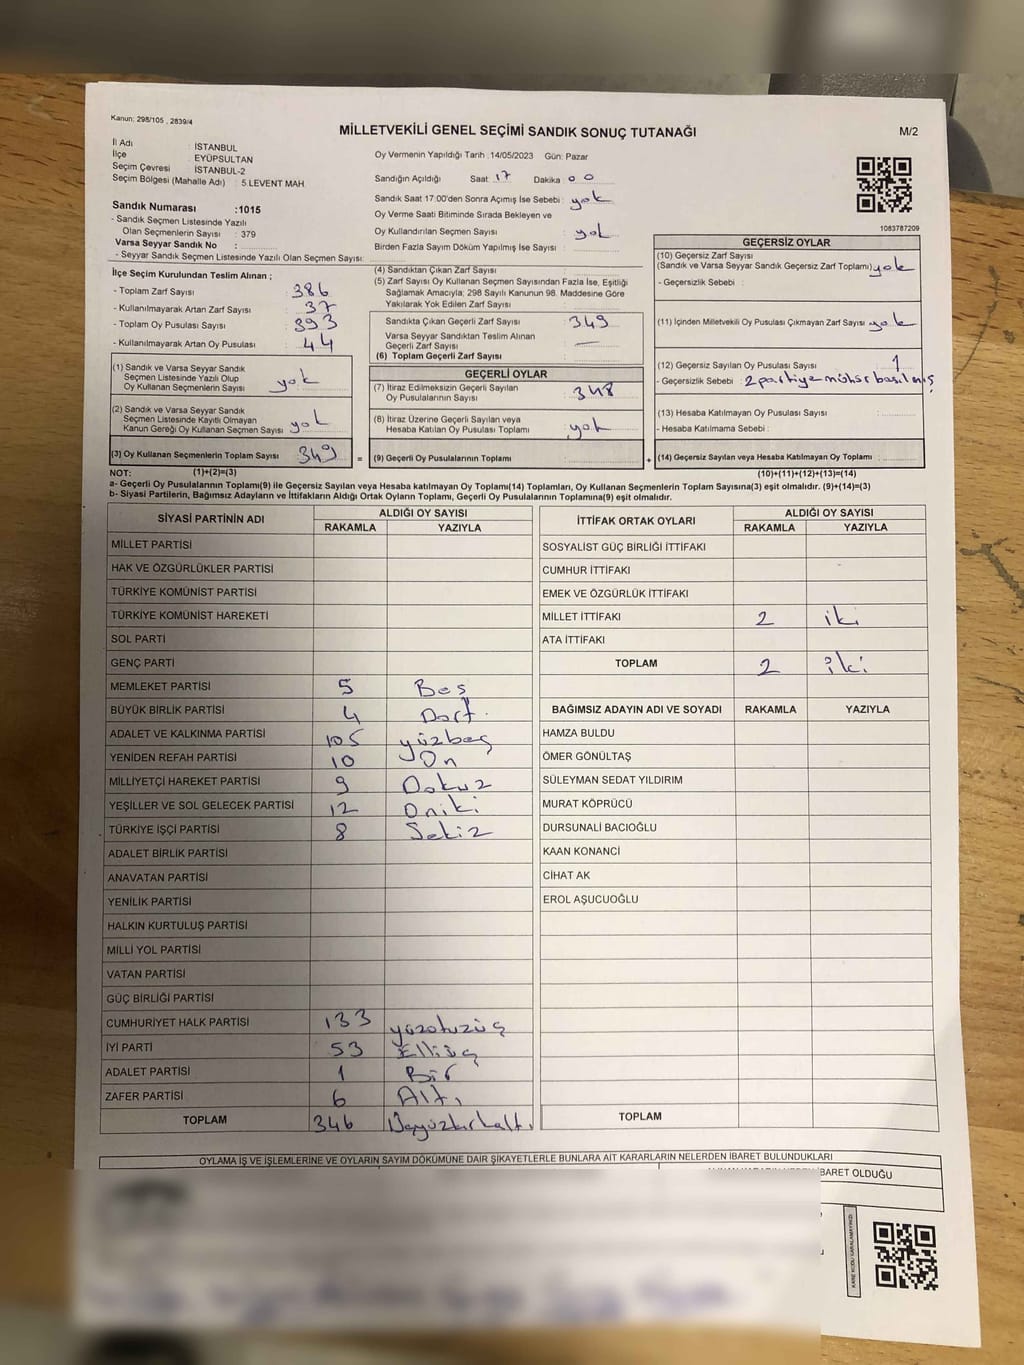 Kanun: 298/105 , 2839/4
MİLLETVEKİLİ GENEL SEÇİMİ SANDIK SONUÇ TUTANAĞI
M/2
İl Adı : İSTANBUL
İlçe : EYÜPSULTAN
Seçim Çevresi : İSTANBUL-2
Seçim Bölgesi (Mahalle Adı) : 5.LEVENT MAH.
Sandık Numarası :1015
- Sandık Seçmen Listesinde Yazılı
Olan Seçmenlerin Sayısı : 379
Varsa Seyyar Sandık No :
- Seyyar Sandık Seçmen Listesinde Yazılı Olan Seçmen Sayısı:
Oy Vermenin Yapıldığı Tarih :14/05/2023 Gün: Pazar
Sandığın Açıldığı Saat : 17 Dakika : 00
Sandık Saat 17:00'den Sonra Açımış İse Sebebi : yok
Oy Verme Saati Bitiminde Sırada Bekleyen ve
Oy Kullandırılan Seçmen Sayısı : yok
Birden Fazla Sayım Döküm Yapılmış İse Sayısı :
1083787209
İlçe Seçim Kurulundan Teslim Alınan ;
- Toplam Zarf Sayısı : 386
- Kullanılmayarak Artan Zarf Sayısı : 37
- Toplam Oy Pusulası Sayısı : 393
- Kullanılmayarak Artan Oy Pusulası : 44
(1) Sandık ve Varsa Seyyar Sandık
Seçmen Listesinde Yazılı Olup
Oy Kullanan Seçmenlerin Sayısı : yok
(2) Sandık ve Varsa Seyyar Sandık
Seçmen Listesinde Kayıtlı Olmayan
Kanun Gereği Oy Kullanan Seçmen Sayısı : yok
(3) Oy Kullanan Seçmenlerin Toplam Sayısı : 349
(4) Sandıktan Çıkan Zarf Sayısı :
(5) Zarf Sayısı Oy Kullanan Seçmen Sayısından Fazla İse, Eşitliği
Sağlamak Amacıyla; 298 Sayılı Kanunun 98. Maddesine Göre
Yakılarak Yok Edilen Zarf Sayısı :
Sandıkta Çıkan Geçerli Zarf Sayısı : 349
Varsa Seyyar Sandıktan Teslim Alınan
Geçerli Zarf Sayısı : —
(6) Toplam Geçerli Zarf Sayısı :
GEÇERLİ OYLAR
(7) İtiraz Edilmeksizin Geçerli Sayılan
Oy Pusulasının Sayısı : 348
(8) İtiraz Üzerine Geçerli Sayılan veya
Hesaba Katılan Oy Pusulası Toplamı : yok
= (9) Geçerli Oy Pusulalarının Toplamı :
GEÇERSİZ OYLAR
(10) Geçersiz Zarf Sayısı
(Sandık ve Varsa Seyyar Sandık Geçersiz Zarf Toplamı) : yok
- Geçersizlik Sebebi :
(11) İçinden Milletvekili Oy Pusulası Çıkmayan Zarf Sayısı : yok
(12) Geçersiz Sayılan Oy Pusulası Sayısı : 1
- Geçersizlik Sebebi : 2 partiye mühür basılmış
(13) Hesaba Katılmayan Oy Pusulası Sayısı :
- Hesaba Katılmama Sebebi :
+ (14) Geçersiz Sayılan veya Hesaba Katılmayan Oy Toplamı :
NOT: (1)+(2)=(3) (10)+(11)+(12)+(13)=(14)
a- Geçerli Oy Pusulalarının Toplamı(9) ile Geçersiz Sayılan veya Hesaba Katılmayan Oy Toplamı(14) Toplamları, Oy Kullanan Seçmenlerin Toplam Sayısına(3) eşit olmalıdır. (9)+(14)=(3)
b- Siyasi Partilerin, Bağımsız Adayların ve İttifakların Aldığı Ortak Oyların Toplamı, Geçerli Oy Pusulalarının Toplamına(9) eşit olmalıdır.
SİYASİ PARTİNİN ADI ALDIĞI OY SAYISI
RAKAMLA YAZIYLA
MİLLET PARTİSİ
HAK VE ÖZGÜRLÜKLER PARTİSİ
TÜRKİYE KOMÜNİST PARTİSİ
TÜRKİYE KOMÜNİST HAREKETİ
SOL PARTİ
GENÇ PARTİ
MEMLEKET PARTİSİ 5 Beş
BÜYÜK BİRLİK PARTİSİ 4 Dört
ADALET VE KALKINMA PARTİSİ 105 yüzbeş
YENİDEN REFAH PARTİSİ 10 On
MİLLİYETÇİ HAREKET PARTİSİ 9 Dokuz
YEŞİLLER VE SOL GELECEK PARTİSİ 12 Oniki
TÜRKİYE İŞÇİ PARTİSİ 8 Sekiz
ADALET BİRLİK PARTİSİ
ANAVATAN PARTİSİ
YENİLİK PARTİSİ
HALKIN KURTULUŞ PARTİSİ
MİLLİ YOL PARTİSİ
VATAN PARTİSİ
GÜÇ BİRLİĞİ PARTİSİ
CUMHURİYET HALK PARTİSİ 133 yüzotuzüç
İYİ PARTİ 53 Elliüç
ADALET PARTİSİ 1 Bir
ZAFER PARTİSİ 6 Altı
TOPLAM 346 Üçyüzkırkaltı
İTTİFAK ORTAK OYLARI ALDIĞI OY SAYISI
RAKAMLA YAZIYLA
SOSYALİST GÜÇ BİRLİĞİ İTTİFAKI
CUMHUR İTTİFAKI
EMEK VE ÖZGÜRLÜK İTTİFAKI
MİLLET İTTİFAKI 2 iki
ATA İTTİFAKI
TOPLAM 2 iki
BAĞIMSIZ ADAYIN ADI VE SOYADI RAKAMLA YAZIYLA
HAMZA BULDU
ÖMER GÖNÜLTAŞ
SÜLEYMAN SEDAT YILDIRIM
MURAT KÖPRÜCÜ
DURSUNALİ BACIOĞLU
KAAN KONANCİ
CİHAT AK
EROL AŞUCUOĞLU
TOPLAM
OYLAMA İŞ VE İŞLEMLERİNE VE OYLARIN SAYIM DÖKÜMÜNE DAİR ŞİKAYETLERLE BUNLARA AİT KARARLARIN NELERDEN İBARET BULUNDUKLARI
İBARET OLDUĞU
KARE KODU KARALAMAYINIZ!